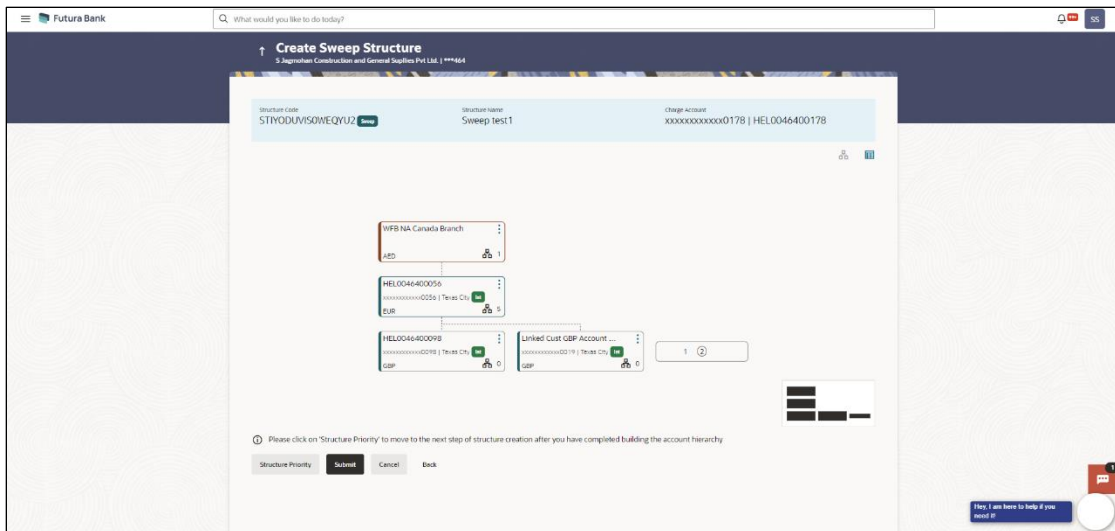 Futura Bank
What would you like to do today?
SS
Create Sweep Structure
S Jagmohan Construction and General Supllies Pvt Ltd. | ***464
Structure Code
Structure Name
Charge Account
STIYODUVIS0WEQYU2 Sweep
Sweep test1
xxxxxxxxxxxx0178 | HEL0046400178
WFB NA Canada Branch
AED
1
HEL0046400056
xxxxxxxxxxxx0056 | Texas City Int
EUR
5
HEL0046400098
xxxxxxxxxxxx0098 | Texas City Int
GBP
0
Linked Cust GBP Account ...
xxxxxxxxxxxx0019 | Texas City Int
GBP
0
1 2
Please click on 'Structure Priority' to move to the next step of structure creation after you have completed building the account hierarchy
Structure Priority
Submit
Cancel
Back
1
Hey, I am here to help if you
need it!